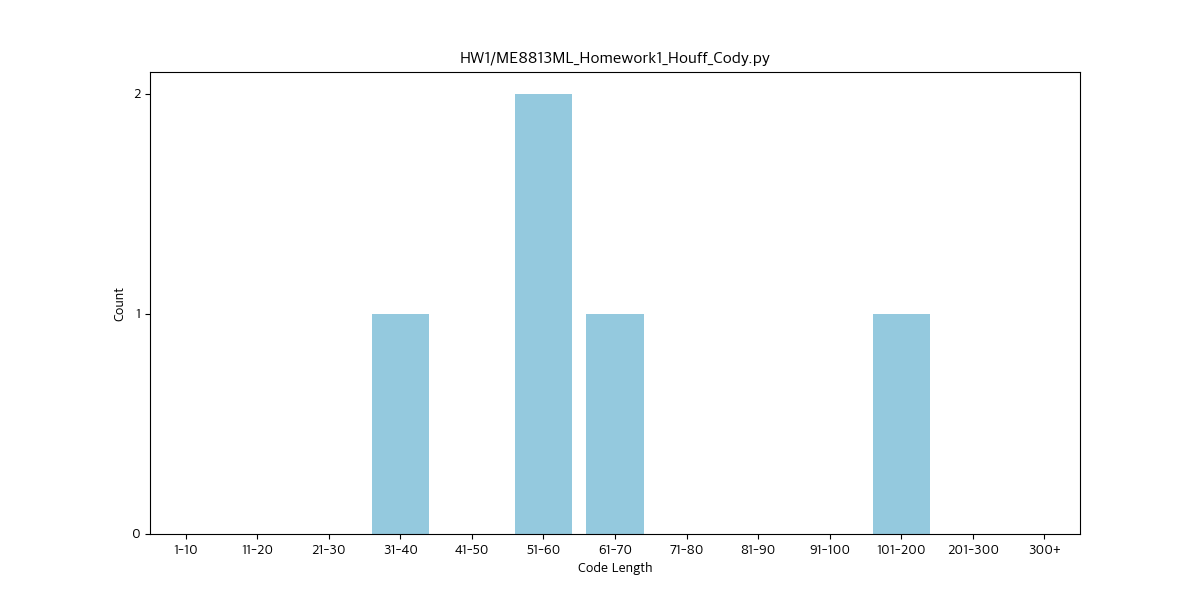 HW1/ME8813ML_Homework1_Houff_Cody.py
Count
2
1
0
1-10 11-20 21-30 31-40 41-50 51-60 61-70 71-80 81-90 91-100 101-200 201-300 300+
Code Length